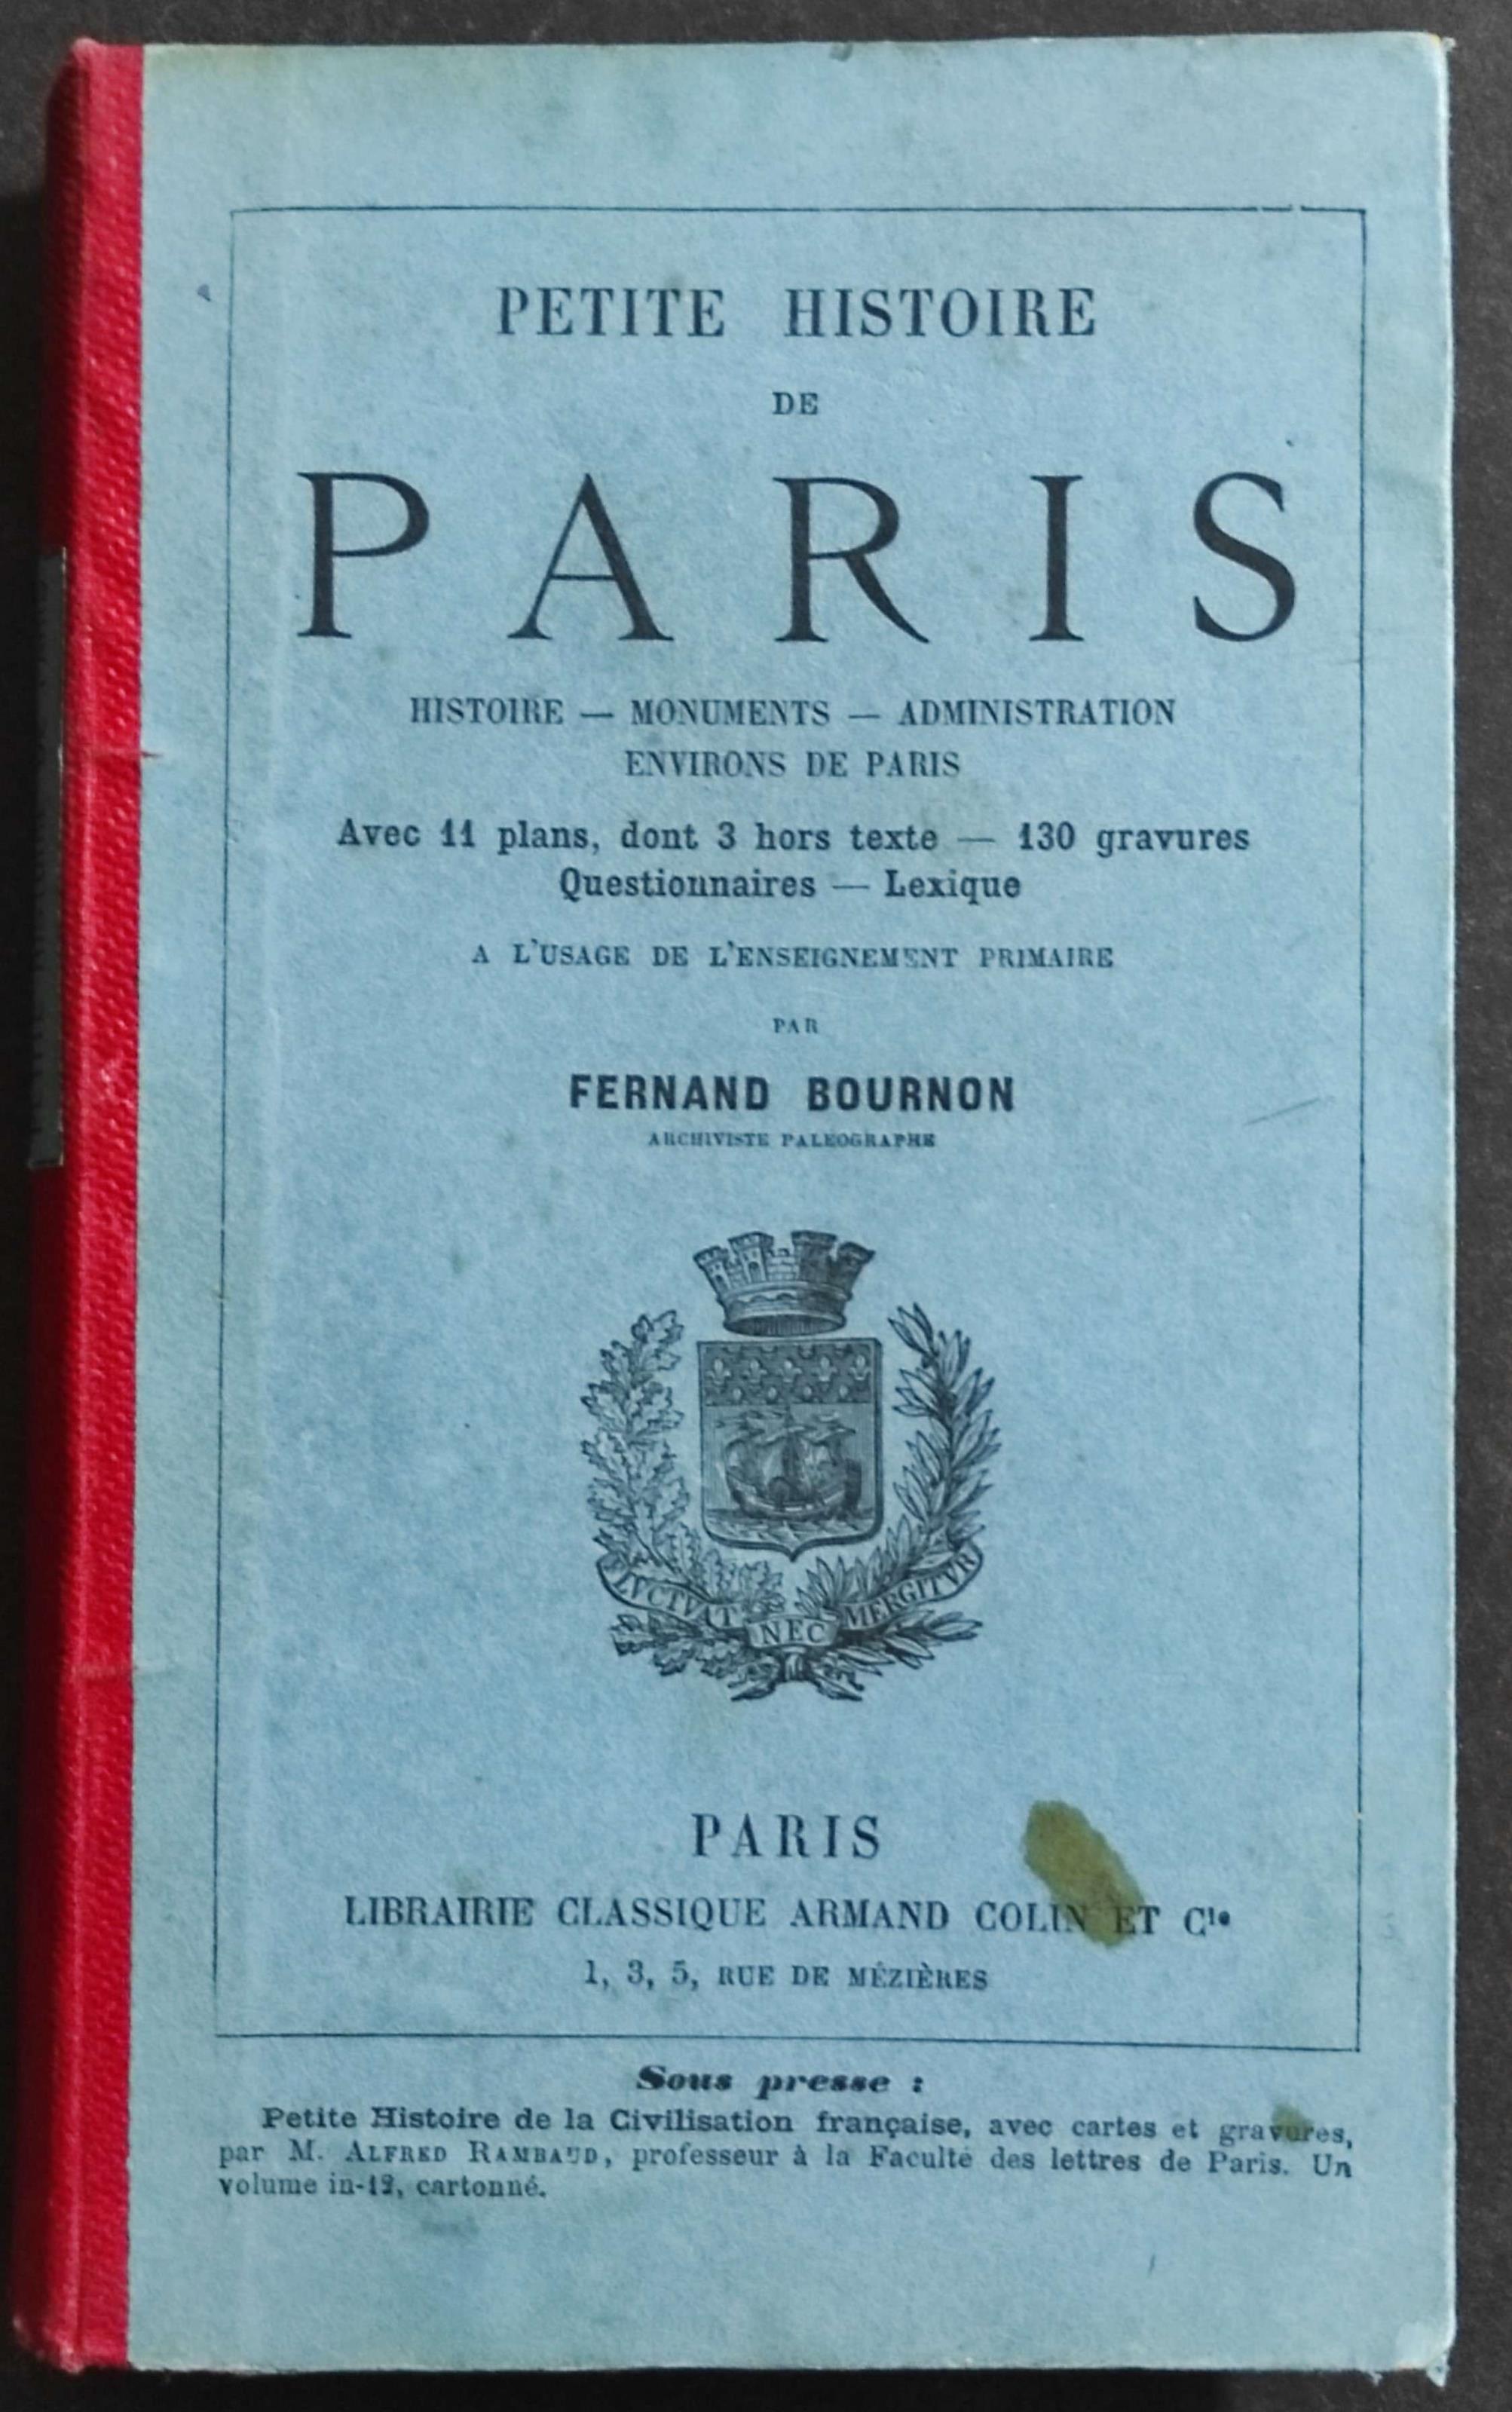 PETITE HISTOIRE
DE
PARIS
HISTOIRE — MONUMENTS — ADMINISTRATION
ENVIRONS DE PARIS
Avec 11 plans, dont 3 hors texte — 130 gravures
Questionnaires — Lexique
A L'USAGE DE L'ENSEIGNEMENT PRIMAIRE
PAR
FERNAND BOURNON
ARCHIVISTE PALEOGRAPHE
FLVCTVAT NEC MERGITVR
PARIS
LIBRAIRIE CLASSIQUE ARMAND COLIN ET Cie
1, 3, 5, RUE DE MÉZIÈRES
Sous presse :
Petite Histoire de la Civilisation française, avec cartes et gravures,
par M. ALFRED RAMBAUD, professeur à la Faculté des lettres de Paris. Un
volume in-12, cartonné.